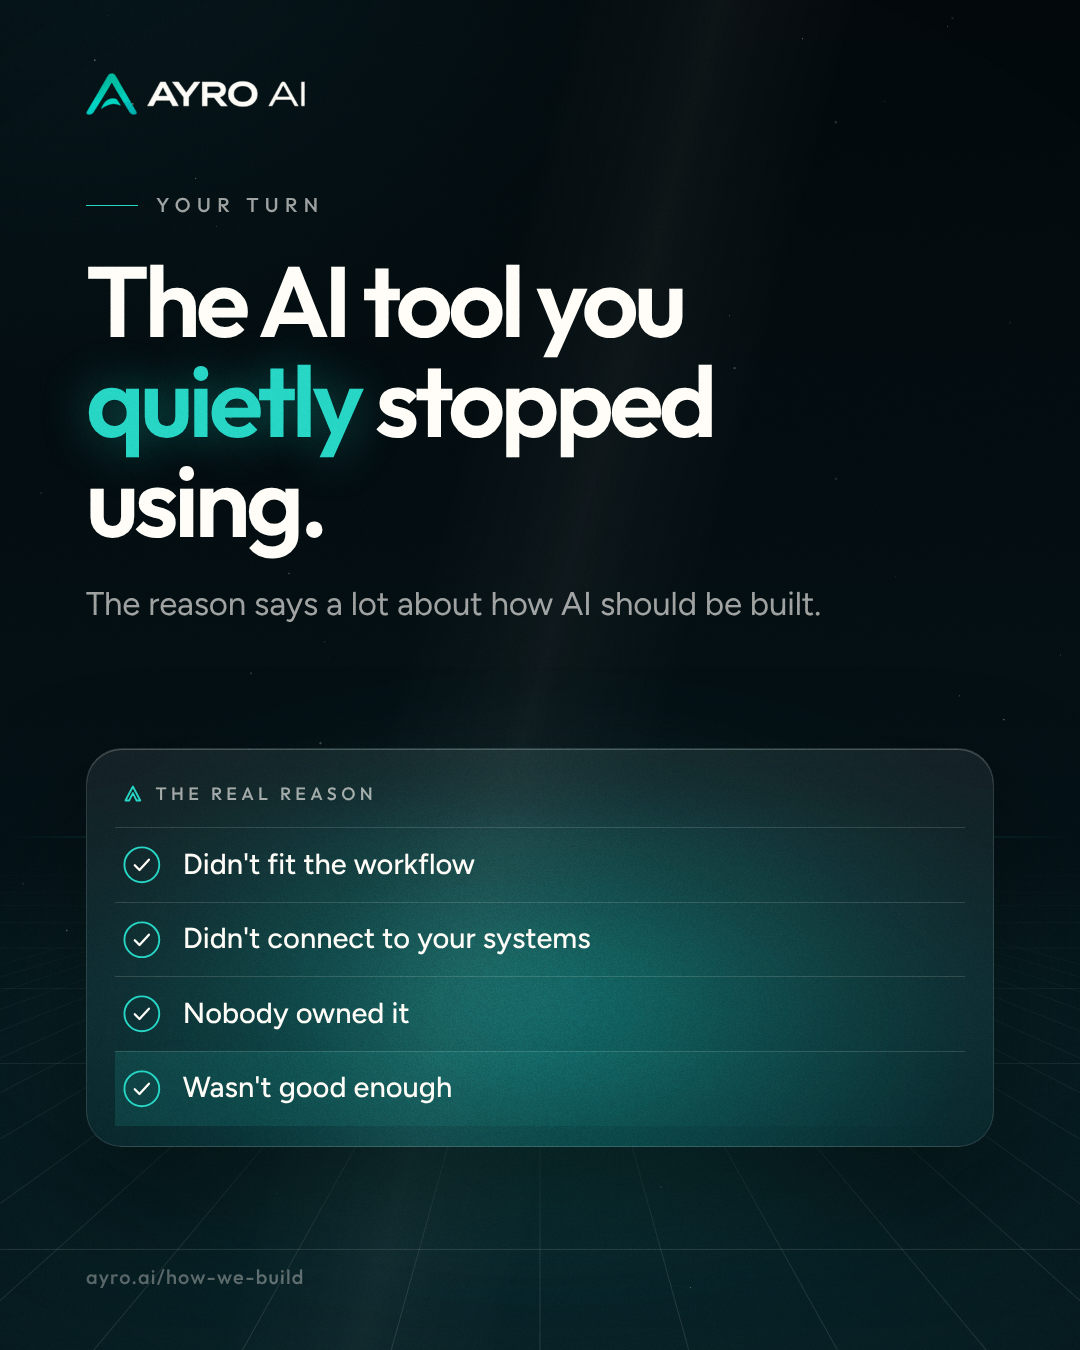 AYRO AI
YOUR TURN
The AI tool you
quietly stopped
using.
The reason says a lot about how AI should be built.
THE REAL REASON
Didn't fit the workflow
Didn't connect to your systems
Nobody owned it
Wasn't good enough
ayro.ai/how-we-build